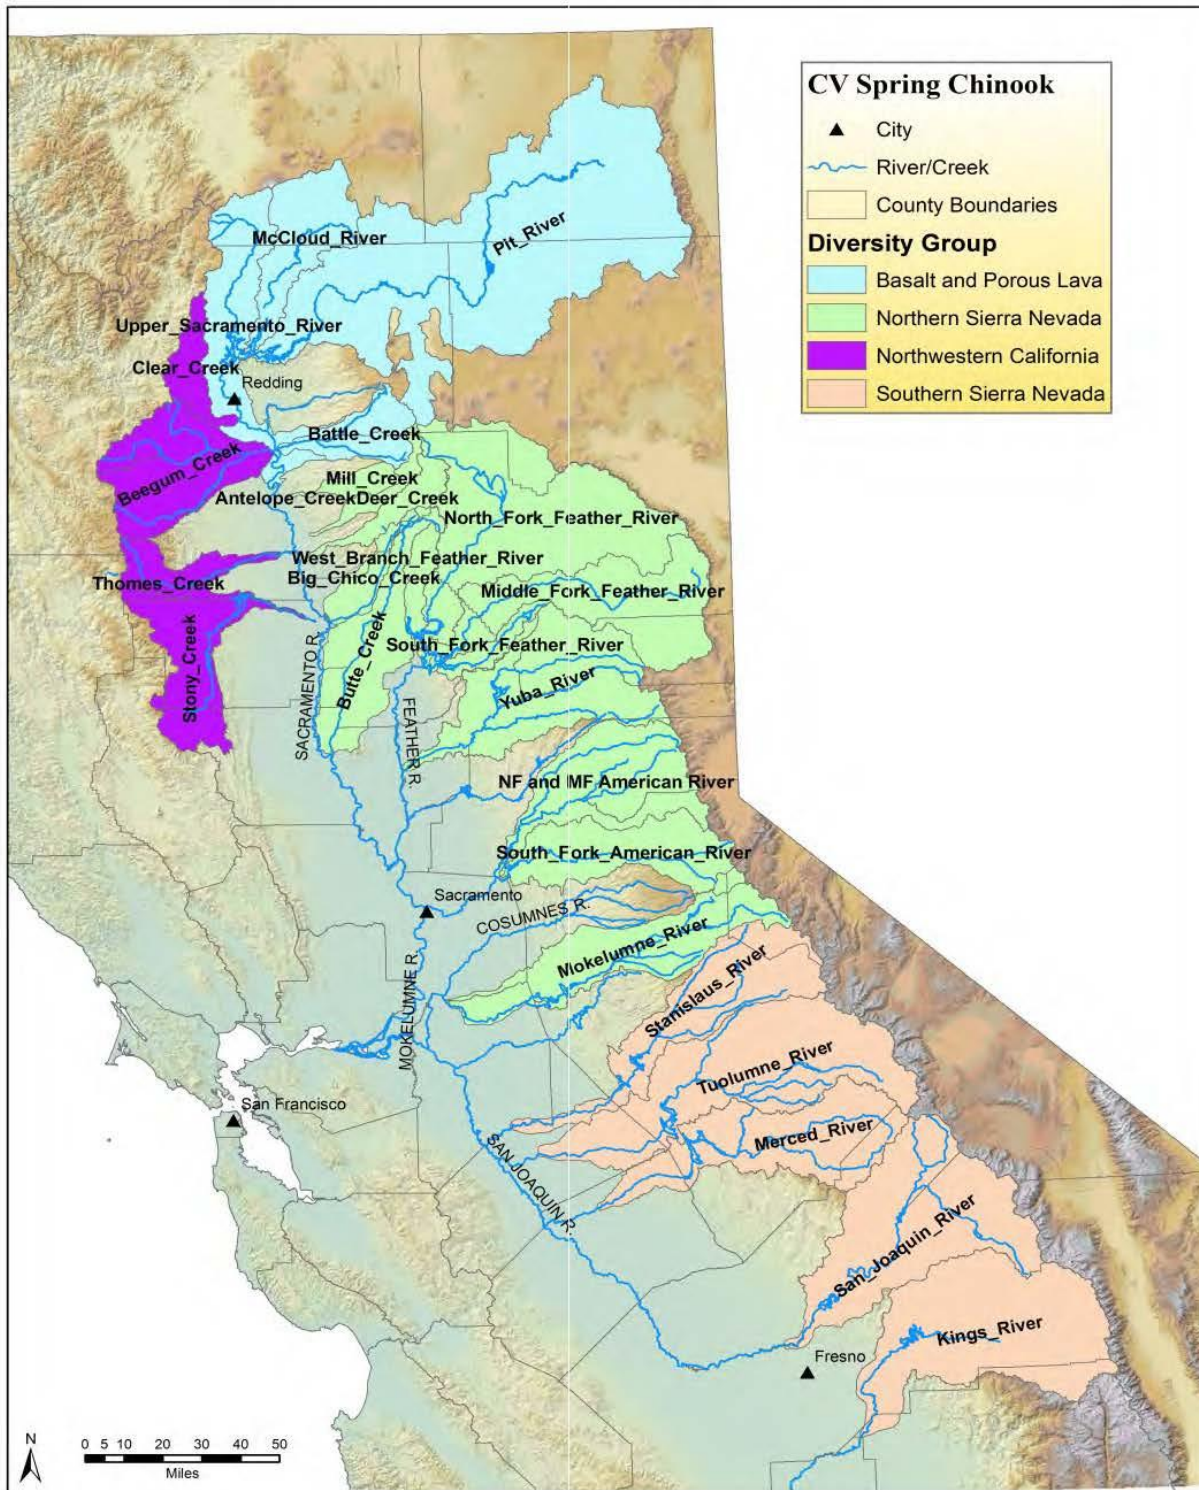 CV Spring Chinook
City
River/Creek
County Boundaries
Diversity Group
Basalt and Porous Lava
Northern Sierra Nevada
Northwestern California
Southern Sierra Nevada
McCloud_River
Pit_River
Upper_Sacramento_River
Clear_Creek
Redding
Battle_Creek
Beegum_Creek
Mill_Creek
Antelope_Creek
Deer_Creek
North_Fork_Feather_River
West_Branch_Feather_River
Big_Chico_Creek
Thomes_Creek
Middle_Fork_Feather_River
Stony_Creek
SACRAMENTO R.
Butte_Creek
South_Fork_Feather_River
FEATHER R.
Yuba_River
NF and MF American River
South_Fork_American_River
Sacramento
COSUMNES R.
Mokelumne_River
MOKELUMNE R.
Stanislaus_River
Tuolumne_River
San Francisco
Merced_River
SAN JOAQUIN R.
San_Joaquin_River
Kings_River
Fresno
N
0 5 10 20 30 40 50
Miles